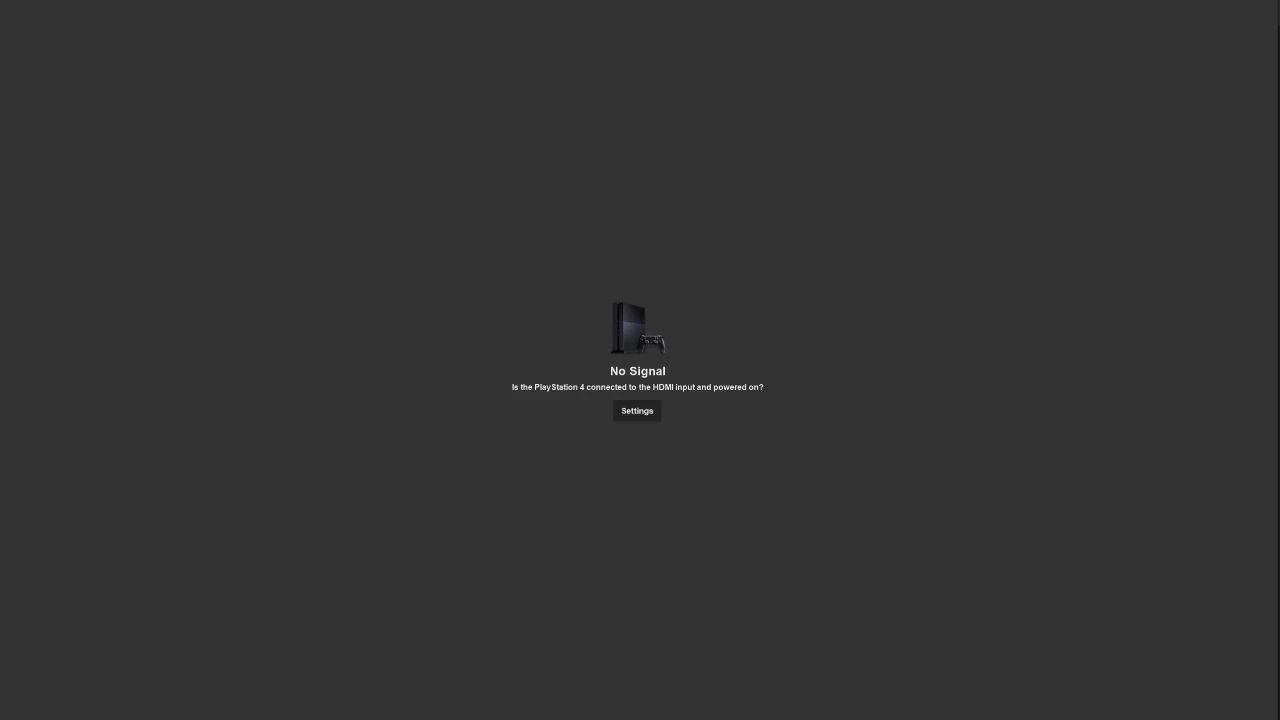 No Signal
Is the PlayStation 4 connected to the HDMI input and powered on?
Settings